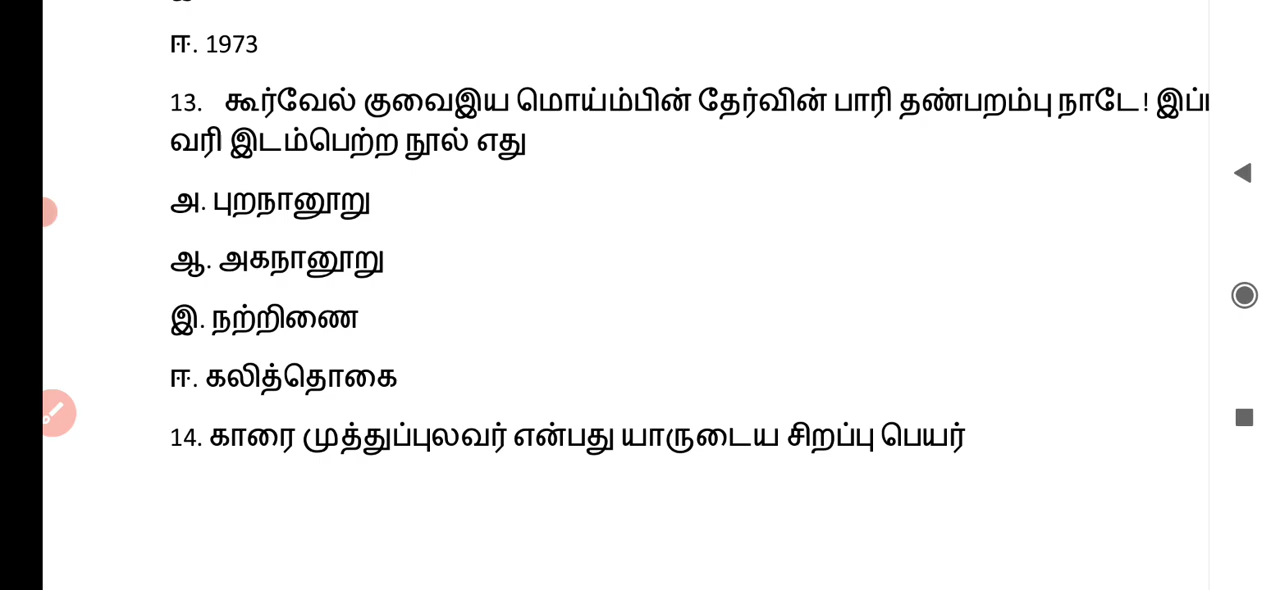 ஈ. 1973
13. கூர்வேல் குவைஇய மொய்ம்பின் தேர்வின் பாரி தண்பறம்பு நாடே! இப்
வரி இடம்பெற்ற நூல் எது
அ. புறநானூறு
ஆ. அகநானூறு
இ. நற்றிணை
ஈ. கலித்தொகை
14. காரை முத்துப்புலவர் என்பது யாருடைய சிறப்பு பெயர்